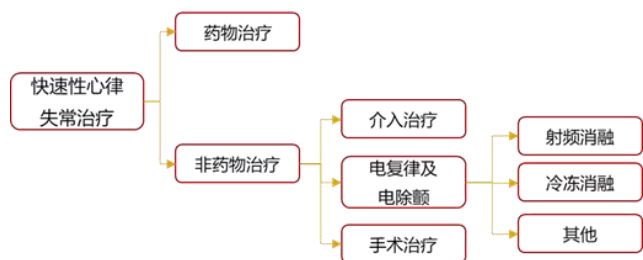 药物治疗
快速性心律
失常治疗
介入治疗
射频消融
非药物治疗
电复律及
电除颤
冷冻消融
手术治疗
其他